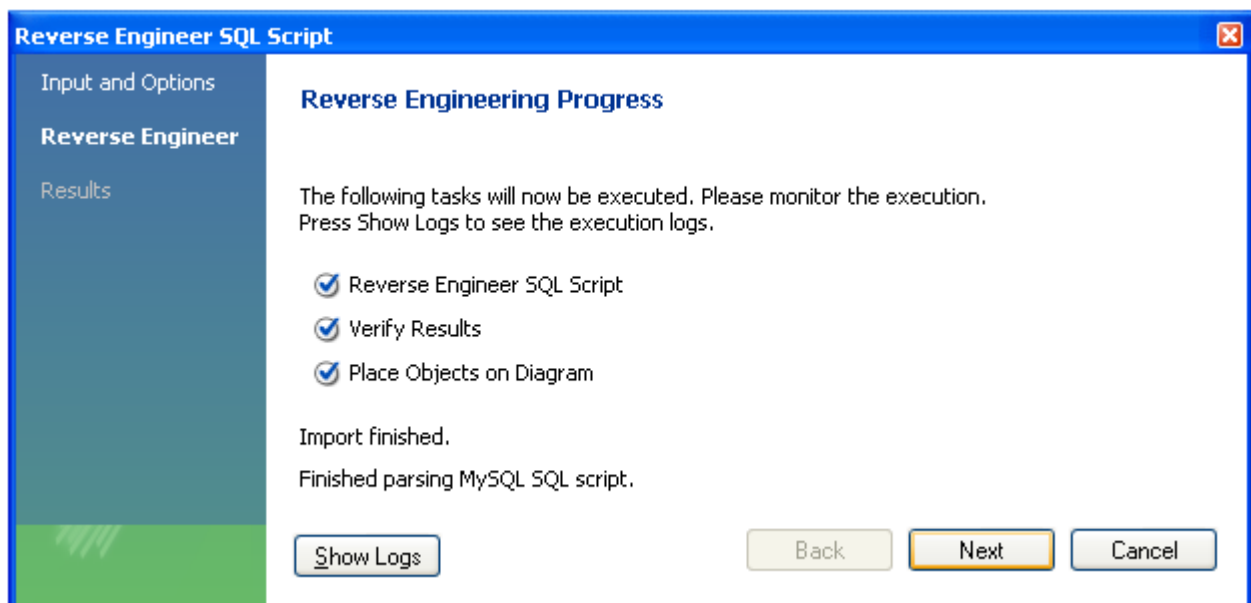 Reverse Engineer SQL Script
Input and Options
Reverse Engineer
Results
Reverse Engineering Progress
The following tasks will now be executed. Please monitor the execution.
Press Show Logs to see the execution logs.
Reverse Engineer SQL Script
Verify Results
Place Objects on Diagram
Import finished.
Finished parsing MySQL SQL script.
Show Logs
Back
Next
Cancel